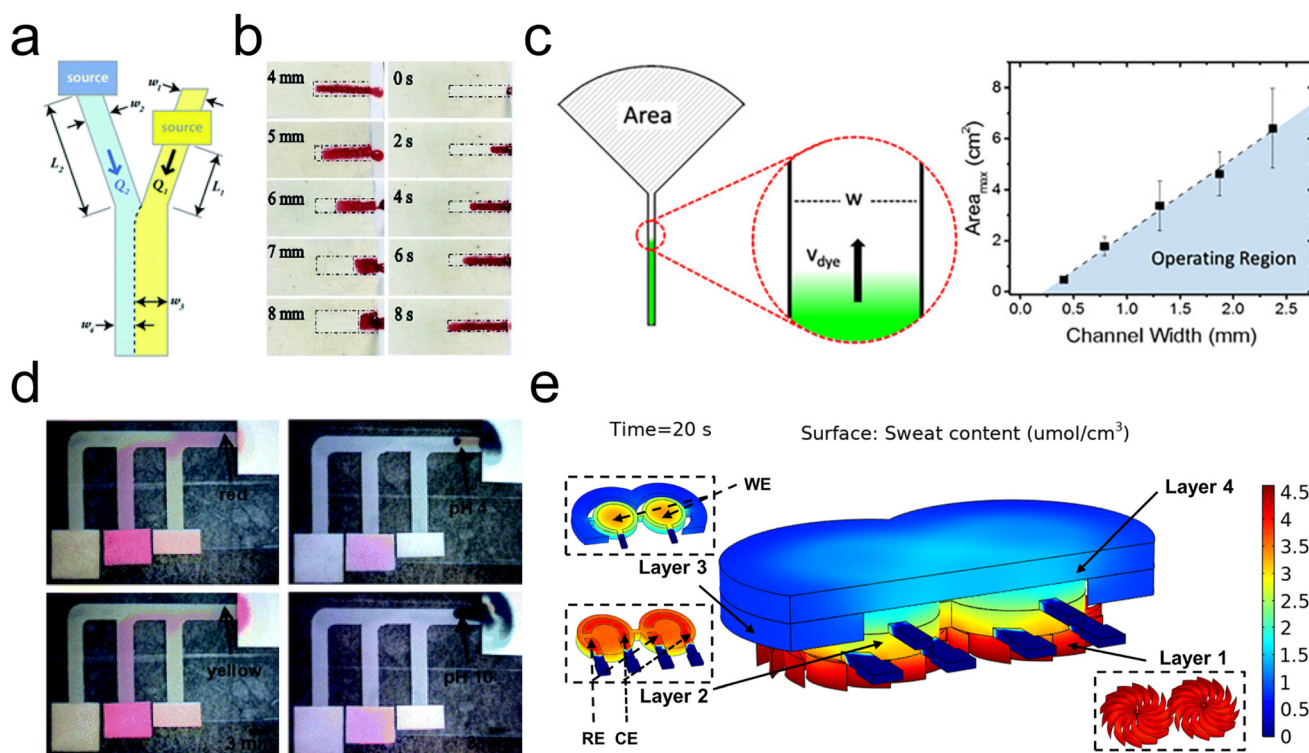 a
source
w₁
w₂
source
L₂
Q₂
Q₁
L₁
w₃
w₄
b
4 mm
0 s
5 mm
2 s
6 mm
4 s
7 mm
6 s
8 mm
8 s
c
Area
W
V_dye
Area_max (cm²)
8
6
4
2
0
Operating Region
0.0
0.5
1.0
1.5
2.0
2.5
Channel Width (mm)
d
red
pH 4
yellow
pH 10
3 m
e
Time=20 s
Surface: Sweat content (umol/cm³)
WE
Layer 4
Layer 3
Layer 2
Layer 1
RE
CE
4.5
4
3.5
3
2.5
2
1.5
1
0.5
0